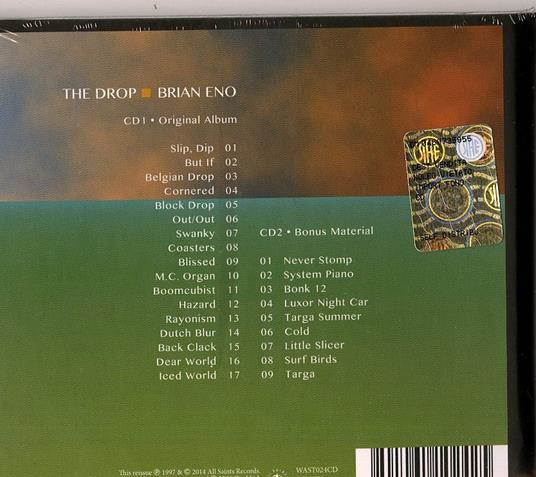 THE DROP ■ BRIAN ENO
CD1 • Original Album
Slip, Dip 01
But If 02
Belgian Drop 03
Cornered 04
Block Drop 05
Out/Out 06
Swanky 07
Coasters 08
Blissed 09
M.C. Organ 10
Boomcubist 11
Hazard 12
Rayonism 13
Dutch Blur 14
Back Clack 15
Dear World 16
Iced World 17
CD2 • Bonus Material
01 Never Stomp
02 System Piano
03 Bonk 12
04 Luxor Night Car
05 Targa Summer
06 Cold
07 Little Slicer
08 Surf Birds
09 Targa
SIAE
This reissue ℗ 1997 & © 2014 All Saints Records.
WAST024CD